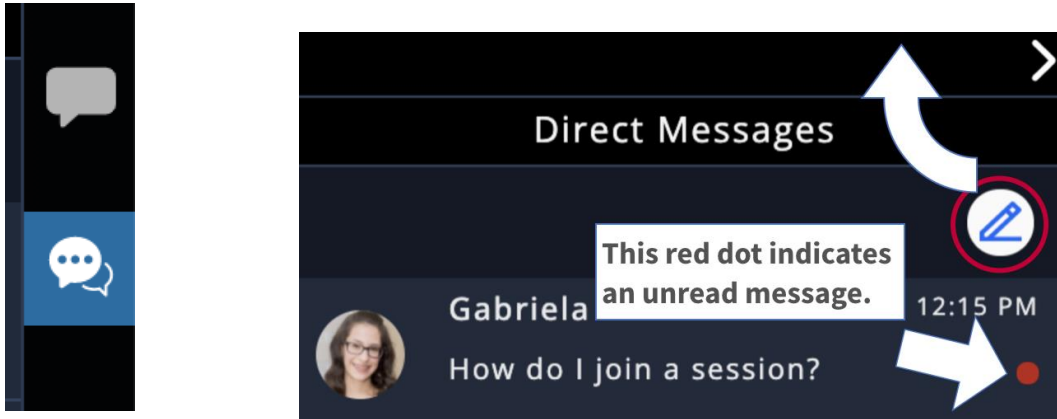 Direct Messages
This red dot indicates
an unread message.
Gabriela
12:15 PM
How do I join a session?